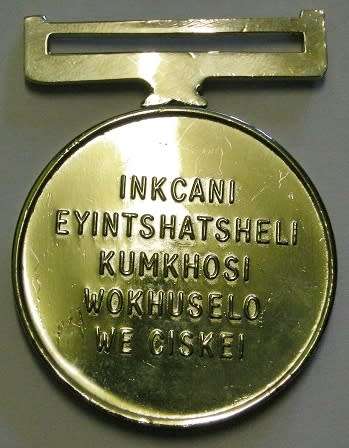 INKCANI
EYINTSHATSHELI
KUMKHOSI
WOKHUSELO
WE CISKEI